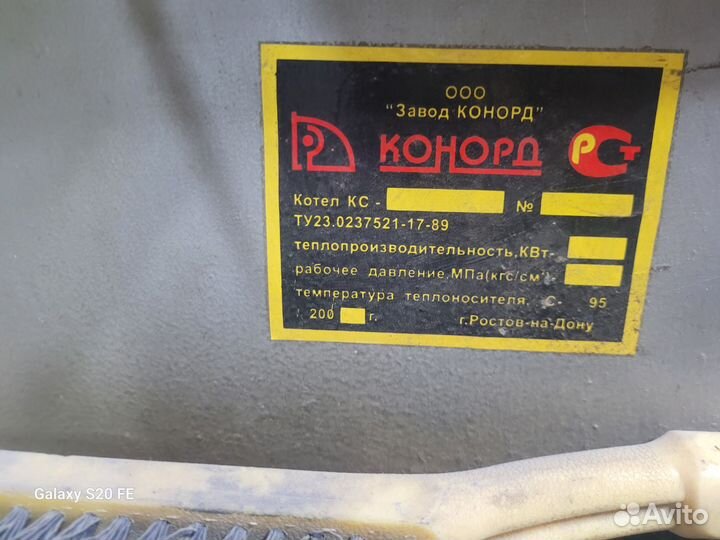 ООО
"Завод КОНОРД"
КОНОРД РСТ
Котел КС - №
ТУ23.0237521-17-89
теплопроизводительность,КВт-
рабочее давление,МПа(кгс/см²)-
температура теплоносителя, С- 95
200 г. г.Ростов-на-Дону
Galaxy S20 FE
Avito